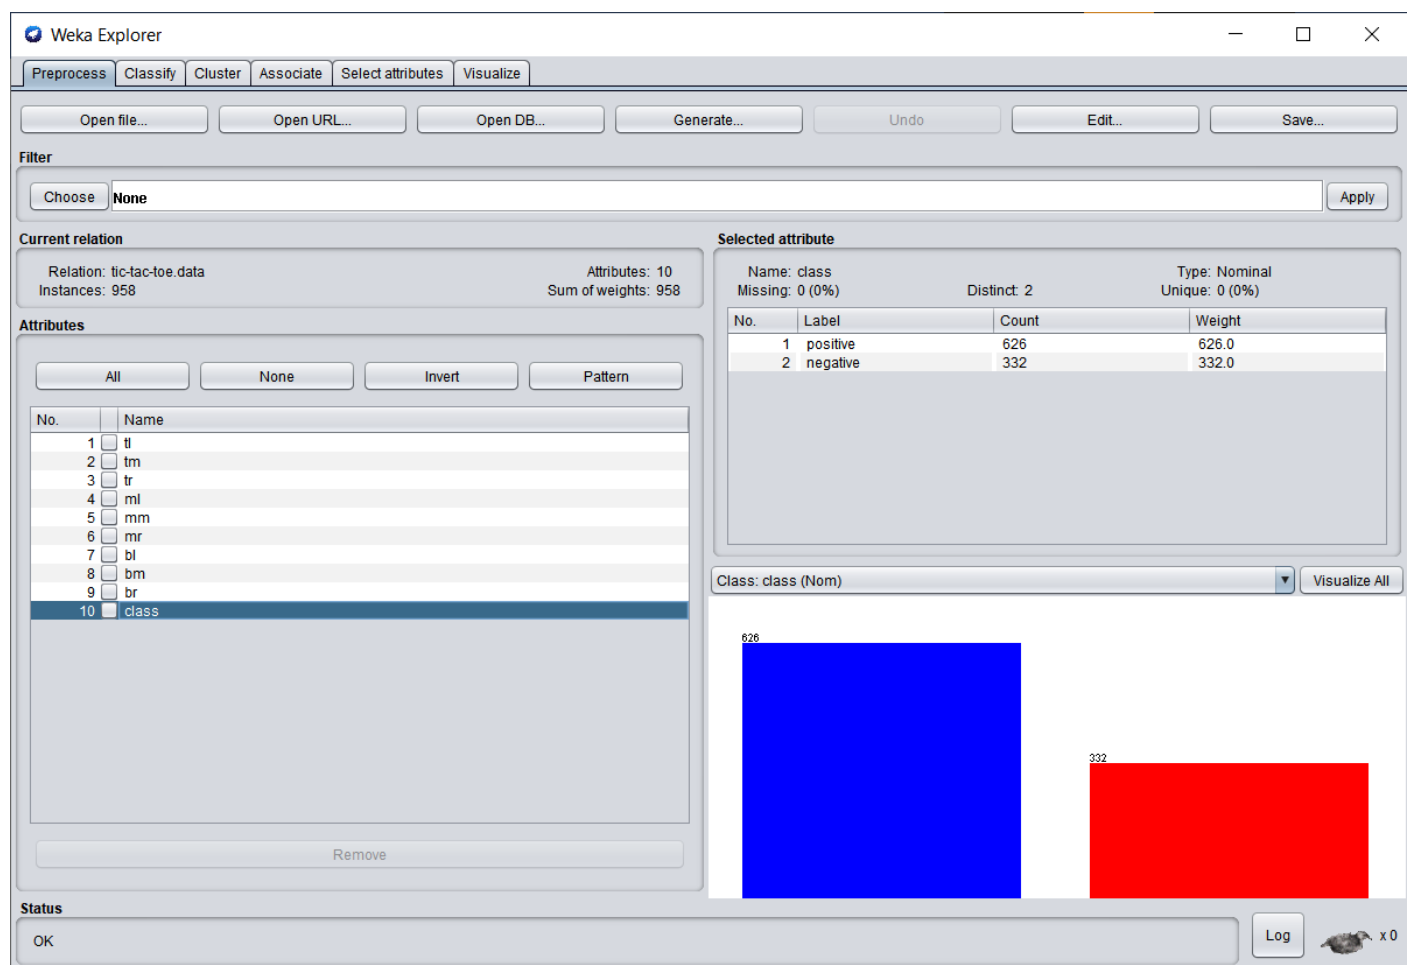 Weka Explorer
Preprocess Classify Cluster Associate Select attributes Visualize
Open file... Open URL... Open DB... Generate... Undo Edit... Save...
Filter
Choose None Apply
Current relation
Relation: tic-tac-toe.data Attributes: 10
Instances: 958 Sum of weights: 958
Attributes
All None Invert Pattern
No. Name
1 tl
2 tm
3 tr
4 ml
5 mm
6 mr
7 bl
8 bm
9 br
10 class
Remove
Selected attribute
Name: class Type: Nominal
Missing: 0 (0%) Distinct: 2 Unique: 0 (0%)
No. Label Count Weight
1 positive 626 626.0
2 negative 332 332.0
Class: class (Nom) Visualize All
626
332
Status
OK Log x 0